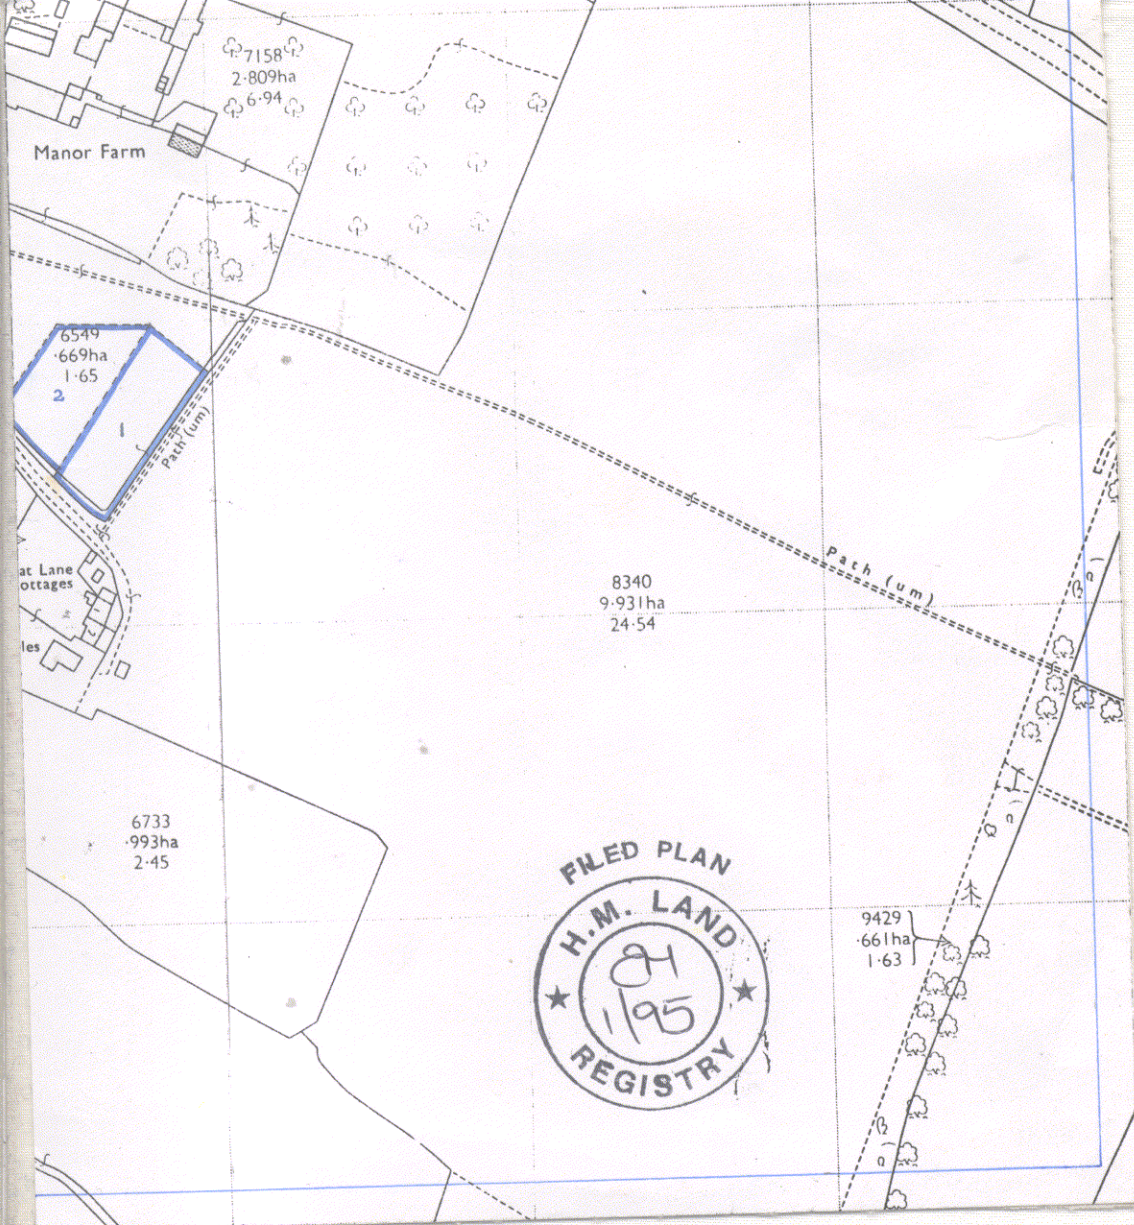 7158
2·809ha
6·94
Manor Farm
6549
·669ha
1·65
2
1
Path (um)
at Lane
ottages
les
8340
9·931ha
24·54
Path (um)
6733
·993ha
2·45
9429
·661ha
1·63
FILED PLAN
H.M. LAND
1/95
REGISTRY